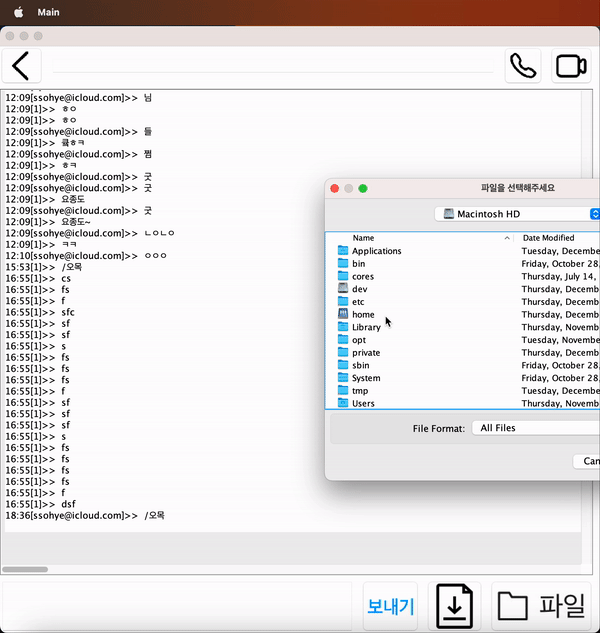 Main
12:09[ssohye@icloud.com]>> 님
12:09[1]>> ㅎㅇ
12:09[1]>> ㅎㅇ
12:09[ssohye@icloud.com]>> 들
12:09[1]>> 큨ㅎㅋ
12:09[ssohye@icloud.com]>> 쩜
12:09[1]>> ㅎㅋ
12:09[ssohye@icloud.com]>> 굿
12:09[ssohye@icloud.com]>> 굿
12:09[1]>> 요종도
12:09[ssohye@icloud.com]>> 굿
12:09[1]>> 요종도~
12:09[ssohye@icloud.com]>> ㄴㅇㄴㅇ
12:09[1]>> ㅋㅋ
12:10[ssohye@icloud.com]>> ㅇㅇㅇ
15:53[1]>> /오목
16:55[1]>> cs
16:55[1]>> fs
16:55[1]>> f
16:55[1]>> sfc
16:55[1]>> sf
16:55[1]>> sf
16:55[1]>> s
16:55[1]>> fs
16:55[1]>> fs
16:55[1]>> fs
16:55[1]>> f
16:55[1]>> sf
16:55[1]>> sf
16:55[1]>> sf
16:55[1]>> s
16:55[1]>> fs
16:55[1]>> fs
16:55[1]>> fs
16:55[1]>> fs
16:55[1]>> f
16:55[1]>> dsf
18:36[ssohye@icloud.com]>> /오목
파일을 선택해주세요
Macintosh HD
Name Date Modified
Applications Tuesday, Decembe
bin Friday, October 28,
cores Thursday, July 14,
dev Thursday, Decembe
etc Friday, October 28,
home Thursday, Decembe
Library Thursday, Novembe
opt Tuesday, Novembe
private Thursday, Decembe
sbin Friday, October 28,
System Friday, October 28,
tmp Thursday, Decembe
Users Thursday, Novembe
File Format: All Files
Can
보내기
파일